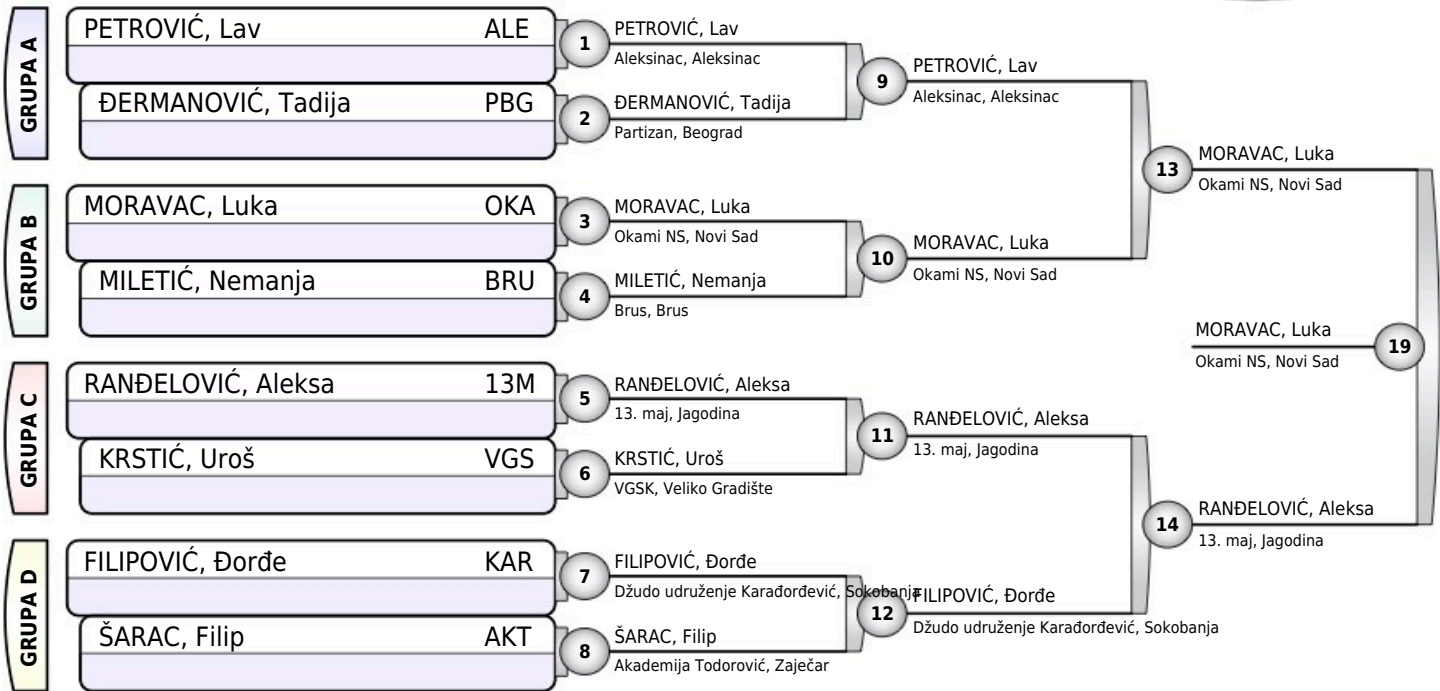 GRUPA A
PETROVIĆ, Lav ALE
ĐERMANOVIĆ, Tadija PBG
1
PETROVIĆ, Lav
Aleksinac, Aleksinac
2
ĐERMANOVIĆ, Tadija
Partizan, Beograd
9
PETROVIĆ, Lav
Aleksinac, Aleksinac
GRUPA B
MORAVAC, Luka OKA
MILETIĆ, Nemanja BRU
3
MORAVAC, Luka
Okami NS, Novi Sad
4
MILETIĆ, Nemanja
Brus, Brus
10
MORAVAC, Luka
Okami NS, Novi Sad
13
MORAVAC, Luka
Okami NS, Novi Sad
GRUPA C
RANĐELOVIĆ, Aleksa 13M
KRSTIĆ, Uroš VGS
5
RANĐELOVIĆ, Aleksa
13. maj, Jagodina
6
KRSTIĆ, Uroš
VGSK, Veliko Gradište
11
RANĐELOVIĆ, Aleksa
13. maj, Jagodina
GRUPA D
FILIPOVIĆ, Đorđe KAR
ŠARAC, Filip AKT
7
FILIPOVIĆ, Đorđe
Džudo udruženje Karađorđević, Sokobanja
8
ŠARAC, Filip
Akademija Todorović, Zaječar
12
FILIPOVIĆ, Đorđe
Džudo udruženje Karađorđević, Sokobanja
14
RANĐELOVIĆ, Aleksa
13. maj, Jagodina
MORAVAC, Luka
Okami NS, Novi Sad
19